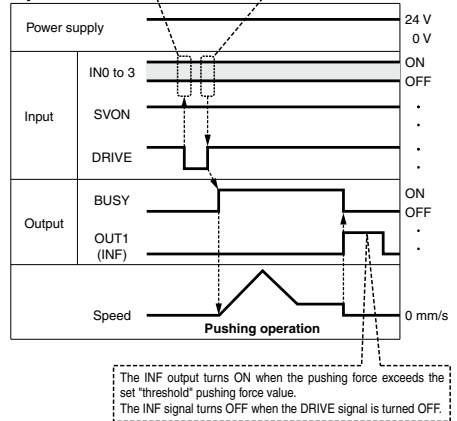 Power supply
24 V
0 V
Input
IN0 to 3
ON
OFF
SVON
DRIVE
Output
BUSY
ON
OFF
OUT1
(INF)
Speed
Pushing operation
0 mm/s
The INF output turns ON when the pushing force exceeds the
set "threshold" pushing force value.
The INF signal turns OFF when the DRIVE signal is turned OFF.